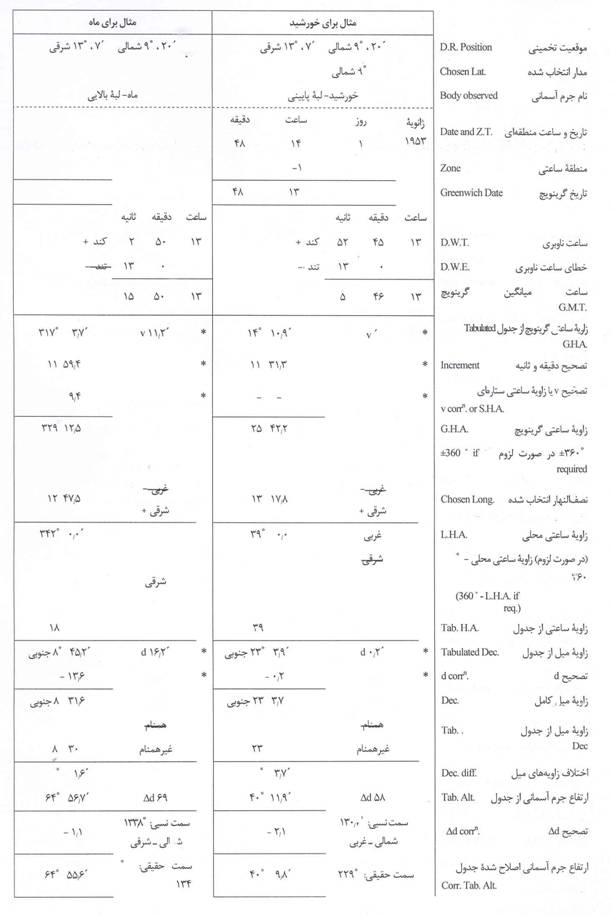 مثال برای خورشید مثال برای ماه
D.R. Position موقعیت تخمینی ۲۰´، ۹° شمالی ۷´، ۱۳° شرقی ۲۰´، ۹° شمالی ۷´، ۱۳° شرقی
Chosen Lat. مدار انتخاب شده ۹° شمالی
Body observed نام جرم آسمانی خورشید- لبهٔ پایینی ماه- لبهٔ بالایی
ژانویهٔ روز ساعت دقیقه
Date and Z.T. تاریخ و ساعت منطقه‌ای ۱۹۵۳ ۱ ۱۴ ۴۸
Zone منطقهٔ ساعتی ۱-
Greenwich Date تاریخ گرینویچ ۱۳ ۴۸
ساعت دقیقه ثانیه ساعت دقیقه ثانیه
D.W.T. ساعت ناوبری ۱۳ ۴۵ ۵۲ کند + ۱۳ ۵۰ ۲ کند +
D.W.E. خطای ساعت ناوبری ۰ ۱۳ تند – ۰ ۱۳ تند–
ساعت میانگین گرینویچ ۱۳ ۴۶ ۵ ۱۳ ۵۰ ۱۵
G.M.T.
زاویهٔ ساعتی گرینویچ از جدول Tabulated * v´ ۱۴° ۱۰,۹´ * v ۱۱,۲´ ۳۱۷° ۳,۷´
G.H.A.
Increment تصحیح دقیقه و ثانیه * ۱۱ ۳۱,۳ * ۱۱ ۵۹,۴
تصحیح v یا زاویهٔ ساعتی ستاره‌ای * – – * ۹,۴
v corrⁿ. or S.H.A.
G.H.A. زاویهٔ ساعتی گرینویچ ۲۵ ۴۲,۲ ۳۲۹ ۱۲,۵
±360 ° if ±۳۶۰° در صورت لزوم
required
غربی– غربی–
Chosen Long. نصف‌النهار انتخاب شده شرقی + ۱۳ ۱۷,۸ شرقی + ۱۲ ۴۷,۵
L.H.A. زاویهٔ ساعتی محلی غربی ۳۹° ۰,۰ ۳۴۲° ۰,۰´
(در صورت لزوم) زاویهٔ ساعتی محلی – ° شرقی
۳۶۰ شرقی
(360 ° - L.H.A. if
req.)
Tab. H.A. زاویهٔ ساعتی از جدول ۳۹ ۱۸
Tabulated Dec. زاویهٔ میل از جدول * d ۰,۲´ ۲۳° ۳,۹´ جنوبی * d ۱۶,۲´ ۸° ۴۵,۲´ جنوبی
d corrⁿ. تصحیح d * ۰,۲ - * ۱۳,۶ -
Dec. زاویهٔ میل کامل ۲۳ ۳,۷ جنوبی ۸ ۳۱,۶ جنوبی
همنام همنام
Tab. . زاویهٔ میل از جدول
Dec غیرهمنام ۲۳ غیرهمنام ۸ ۳۰
Dec. diff. اختلاف زاویه‌های میل ° ۳,۷´ ° ۱,۶´
Tab. Alt. ارتفاع جرم آسمانی از جدول Δd ۵۸ ۴۰° ۱۱,۹´ Δd ۶۹ ۶۴° ۵۶,۷´
سمت نسبی: ۱۳۰,۰° سمت نسبی: ۱۳۳۸°
Δd corrⁿ. تصحیح Δd شمالی – غربی ۲,۱ - الی – شرقی ۱,۱ -
ارتفاع جرم آسمانی اصلاح شدهٔ جدول سمت حقیقی: ۲۲۹° ۴۰° ۹,۸´ سمت حقیقی: ° ۶۴° ۵۵,۶´
Corr. Tab. Alt. ۱۳۴